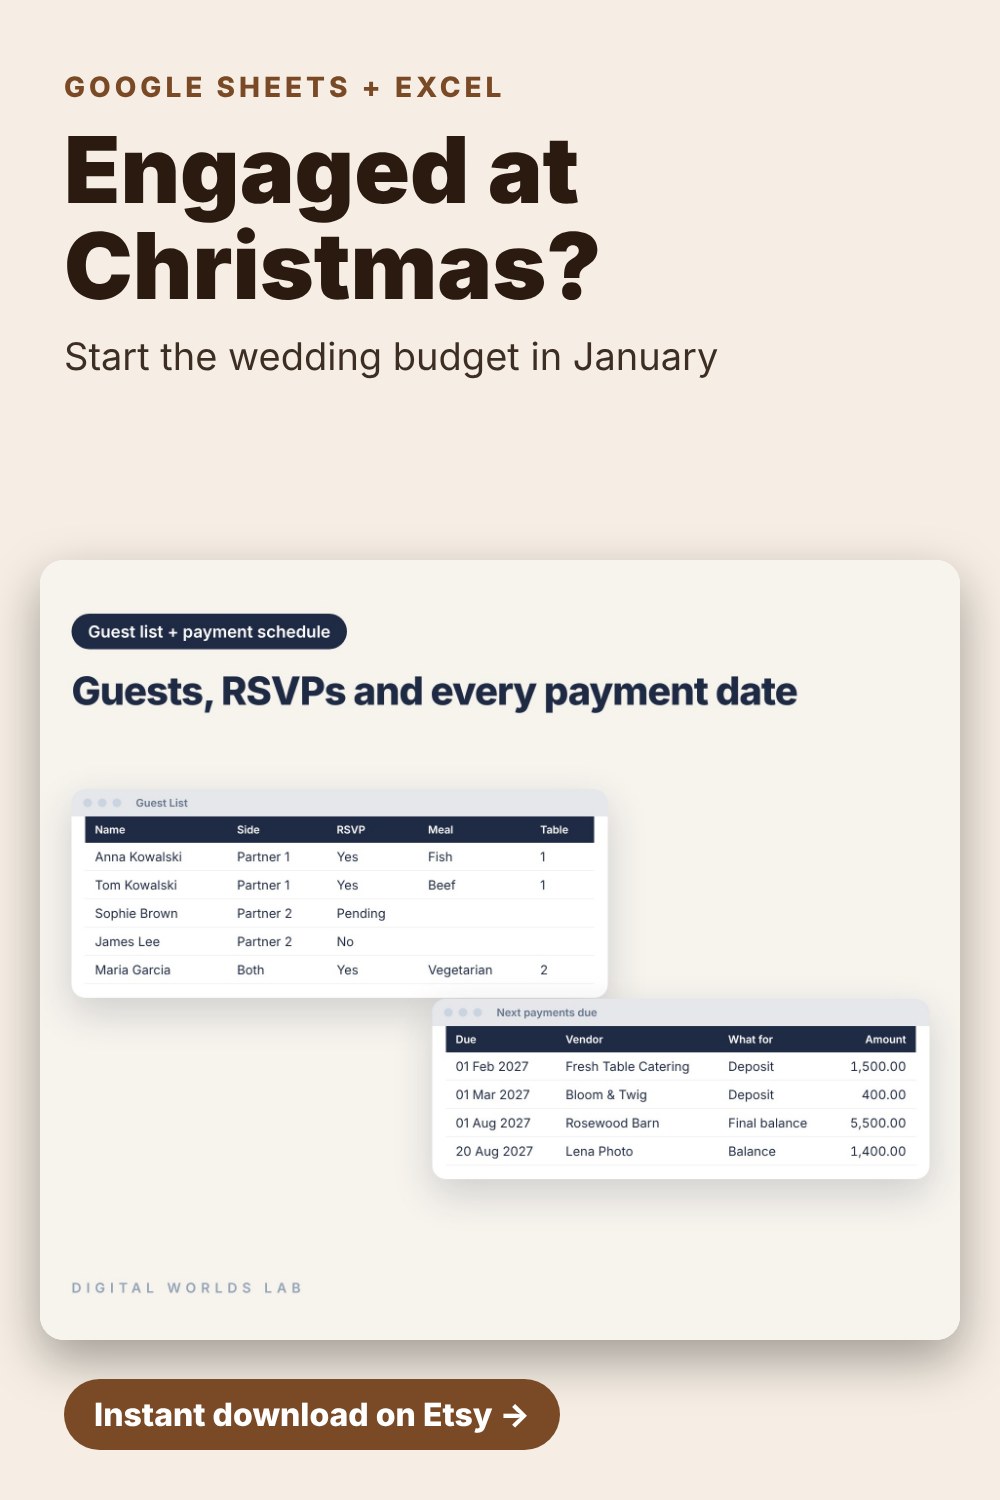 GOOGLE SHEETS + EXCEL
Engaged at
Christmas?
Start the wedding budget in January
Guest list + payment schedule
Guests, RSVPs and every payment date
Guest List
Name Side RSVP Meal Table
Anna Kowalski Partner 1 Yes Fish 1
Tom Kowalski Partner 1 Yes Beef 1
Sophie Brown Partner 2 Pending
James Lee Partner 2 No
Maria Garcia Both Yes Vegetarian 2
Next payments due
Due Vendor What for Amount
01 Feb 2027 Fresh Table Catering Deposit 1,500.00
01 Mar 2027 Bloom & Twig Deposit 400.00
01 Aug 2027 Rosewood Barn Final balance 5,500.00
20 Aug 2027 Lena Photo Balance 1,400.00
DIGITAL WORLDS LAB
Instant download on Etsy →